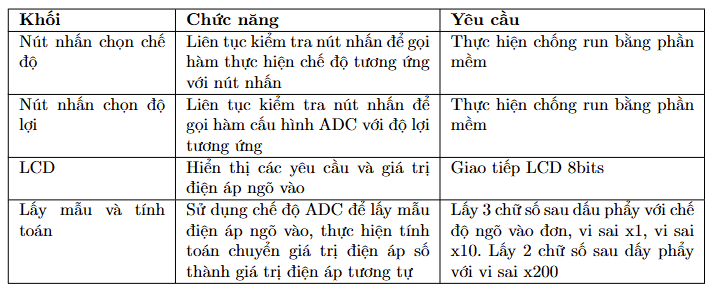 Khối Chức năng Yêu cầu
Nút nhấn chọn chế Liên tục kiểm tra nút nhấn để gọi Thực hiện chống run bằng phần
độ hàm thực hiện chế độ tương ứng mềm
với nút nhấn
Nút nhấn chọn độ Liên tục kiểm tra nút nhấn để Thực hiện chống run bằng phần
lợi gọi hàm cấu hình ADC với độ lợi mềm
tương ứng
LCD Hiển thị các yêu cầu và giá trị Giao tiếp LCD 8bits
điện áp ngõ vào
Lấy mẫu và tính Sử dụng chế độ ADC để lấy mẫu Lấy 3 chữ số sau dấu phẩy với chế
toán điện áp ngõ vào, thực hiện tính độ ngõ vào đơn, vi sai x1, vi sai
toán chuyển giá trị điện áp số x10. Lấy 2 chữ số sau dấy phẩy
thành giá trị điện áp tương tự với vi sai x200